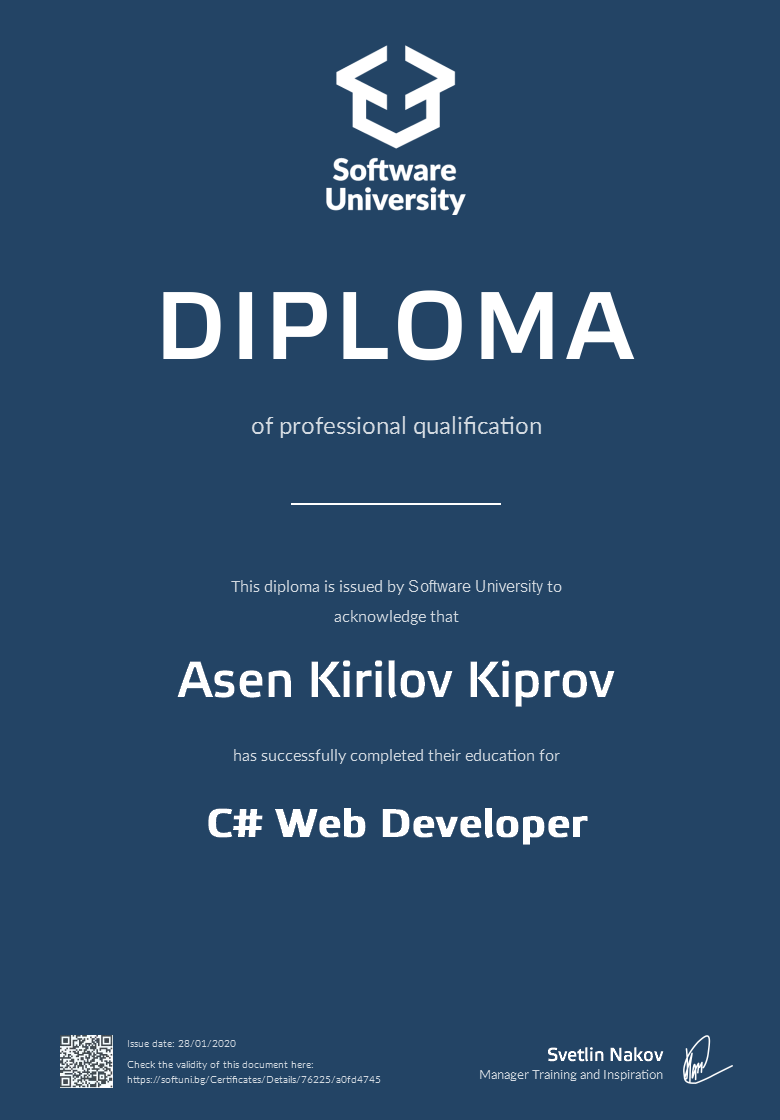 Software
University
DIPLOMA
of professional qualification
This diploma is issued by Software University to
acknowledge that
Asen Kirilov Kiprov
has successfully completed their education for
C# Web Developer
Issue date: 28/01/2020
Check the validity of this document here:
https://softuni.bg/Certificates/Details/76225/a0fd4745
Svetlin Nakov
Manager Training and Inspiration